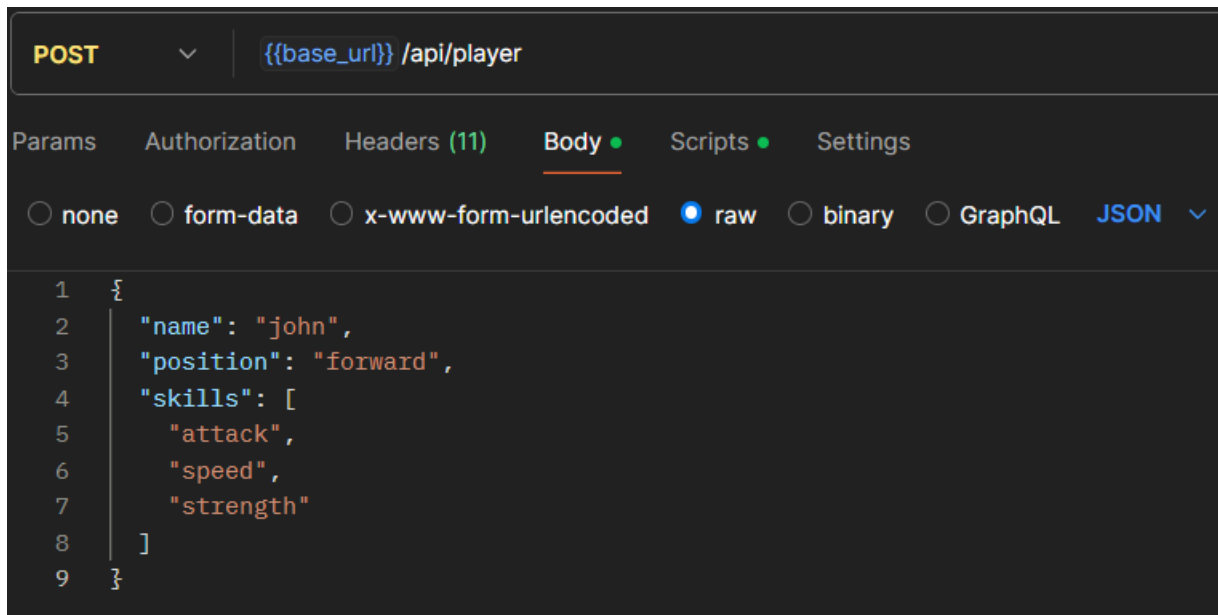 POST {{base_url}} /api/player
Params Authorization Headers (11) Body Scripts Settings
none form-data x-www-form-urlencoded raw binary GraphQL JSON
1 {
2 "name": "john",
3 "position": "forward",
4 "skills": [
5 "attack",
6 "speed",
7 "strength"
8 ]
9 }